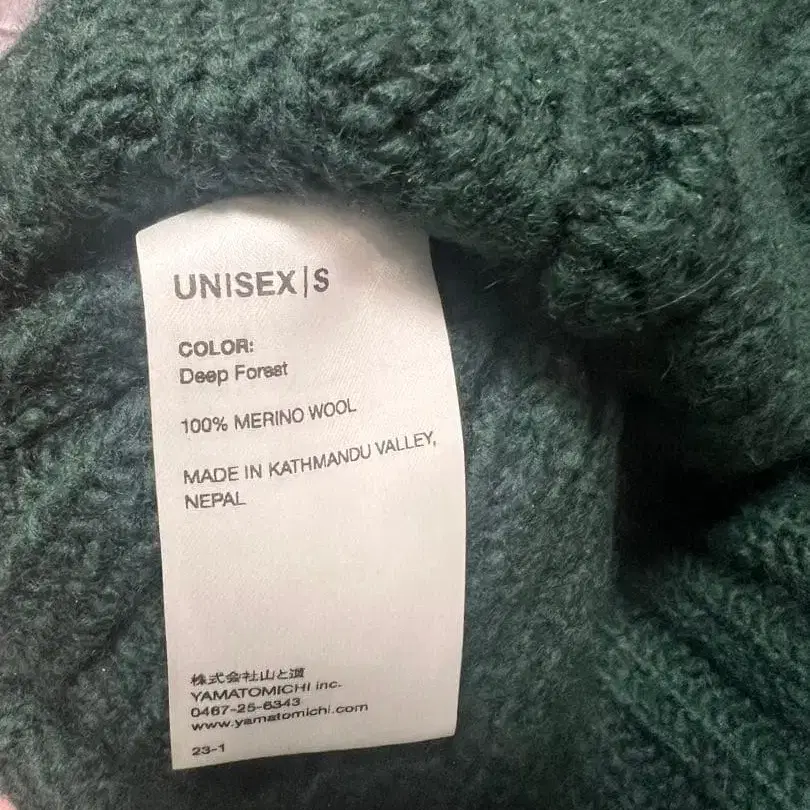 UNISEX|S
COLOR:
Deep Forest
100% MERINO WOOL
MADE IN KATHMANDU VALLEY,
NEPAL
株式会社山と道
YAMATOMICHI inc.
0467-25-6343
www.yamatomichi.com
23-1